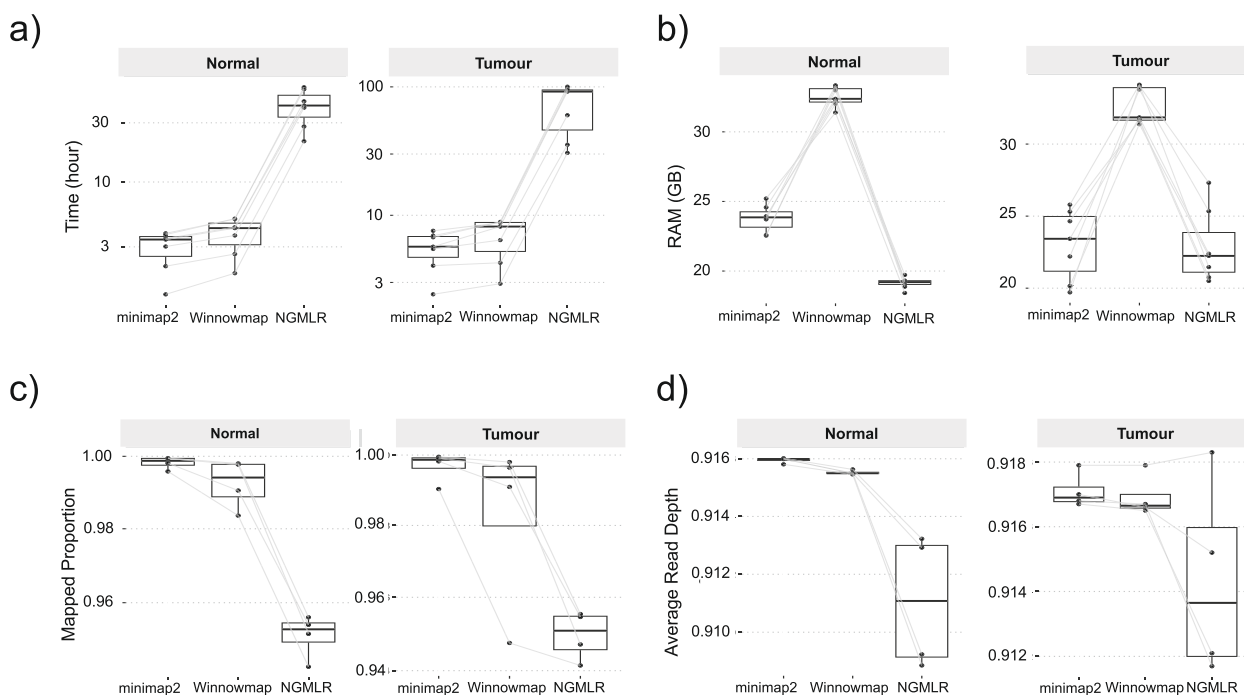 a)
Normal
Tumour
Time (hour)
30
10
3
100
30
10
3
minimap2 Winnowmap NGMLR
minimap2 Winnowmap NGMLR
b)
Normal
Tumour
RAM (GB)
30
25
20
30
25
20
minimap2 Winnowmap NGMLR
minimap2 Winnowmap NGMLR
c)
Normal
Tumour
Mapped Proportion
1.00
0.98
0.96
1.00
0.98
0.96
0.94
minimap2 Winnowmap NGMLR
minimap2 Winnowmap NGMLR
d)
Normal
Tumour
Average Read Depth
0.916
0.914
0.912
0.910
0.918
0.916
0.914
0.912
minimap2 Winnowmap NGMLR
minimap2 Winnowmap NGMLR